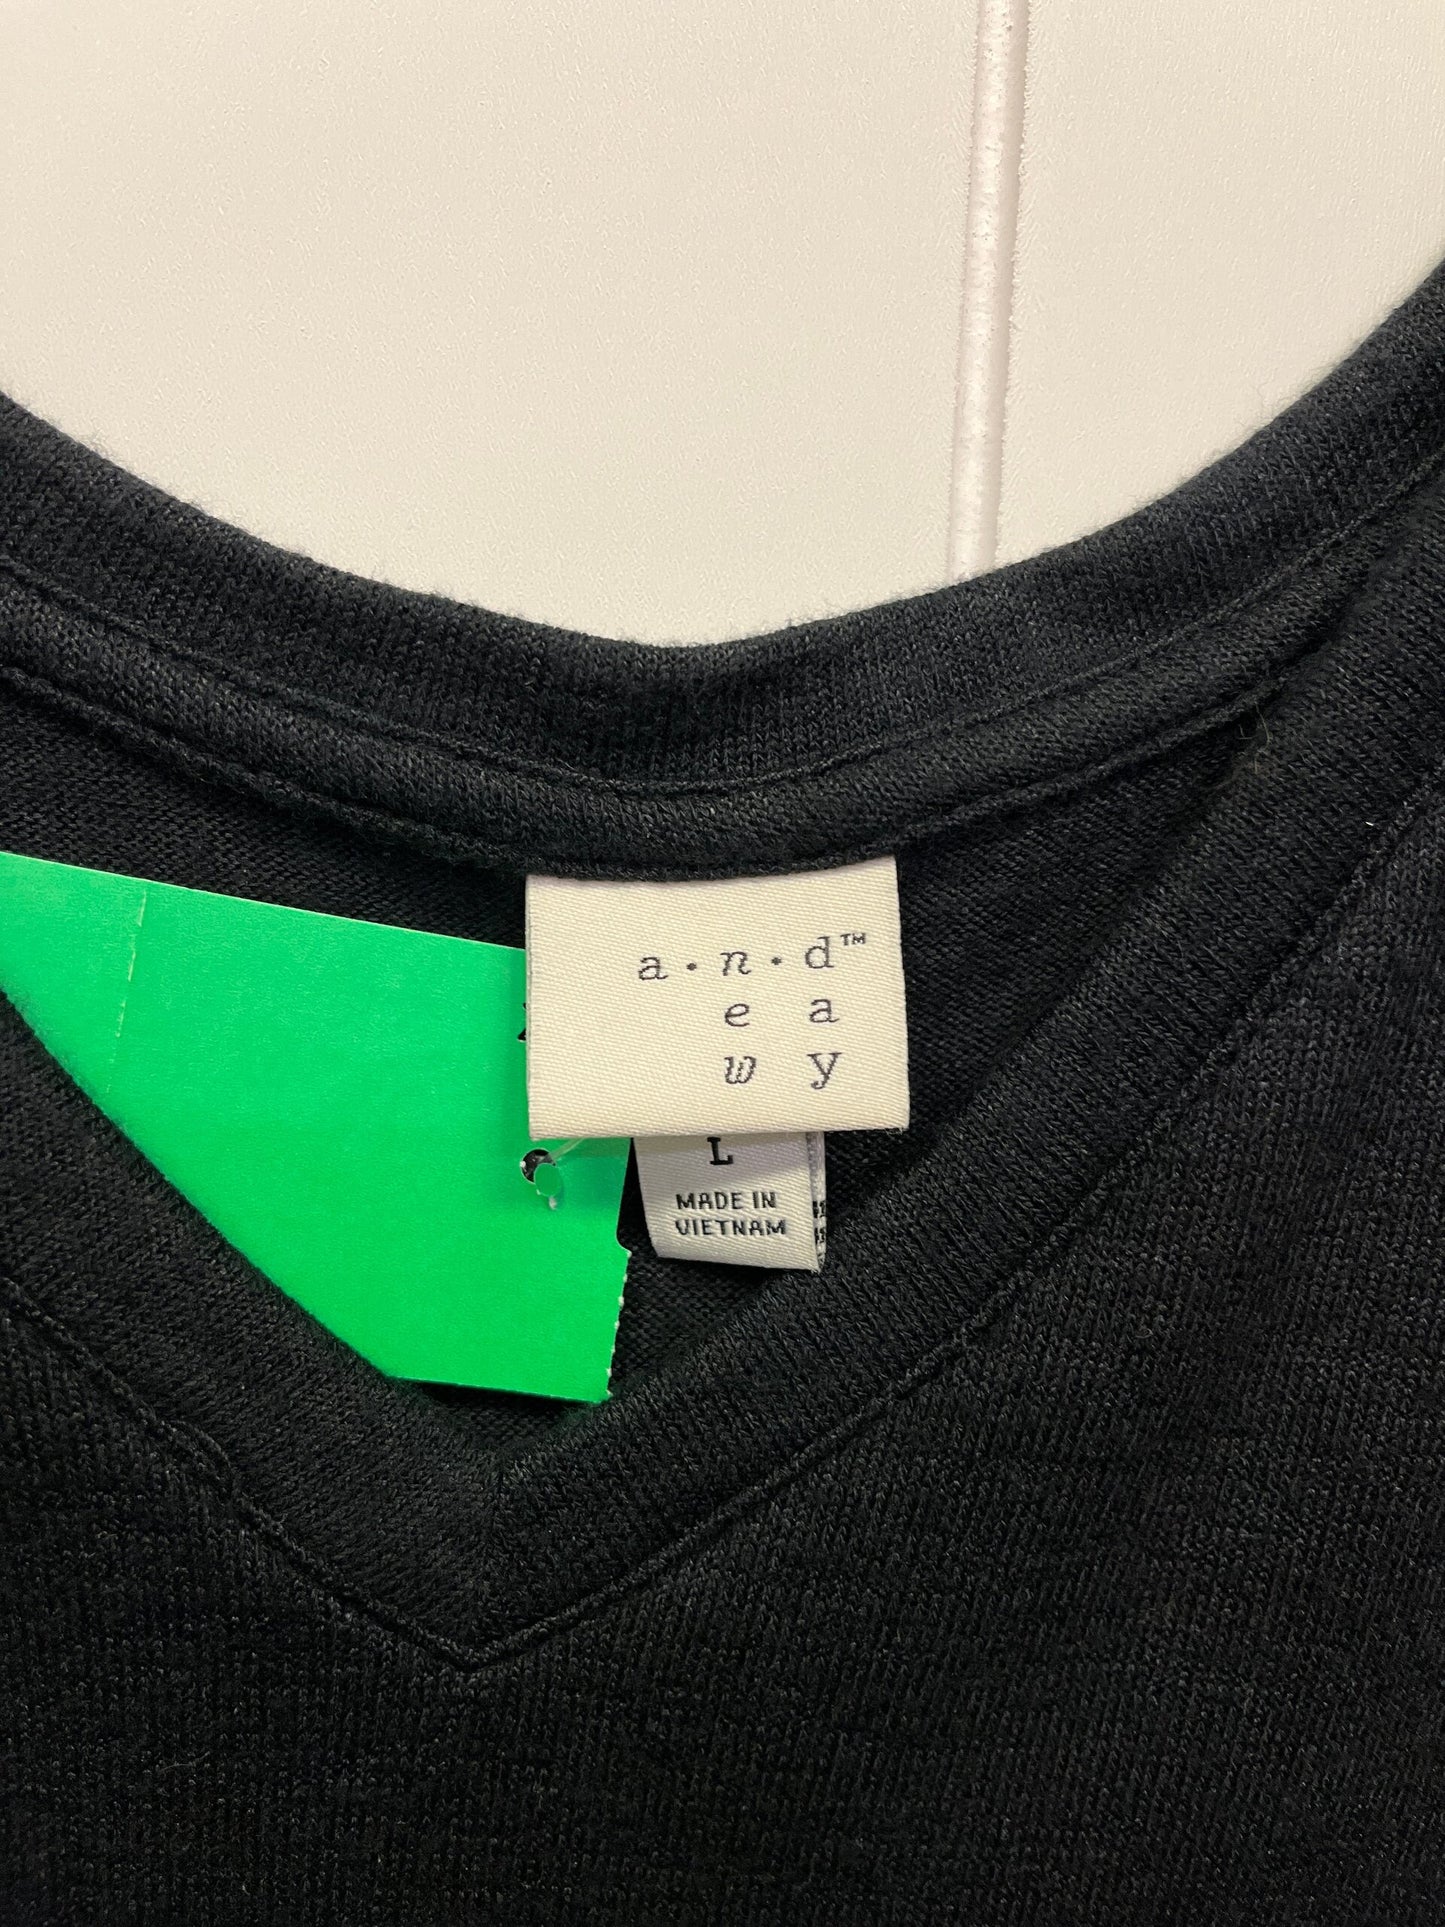 a·n·d™
e a
w y
L
MADE IN
VIETNAM